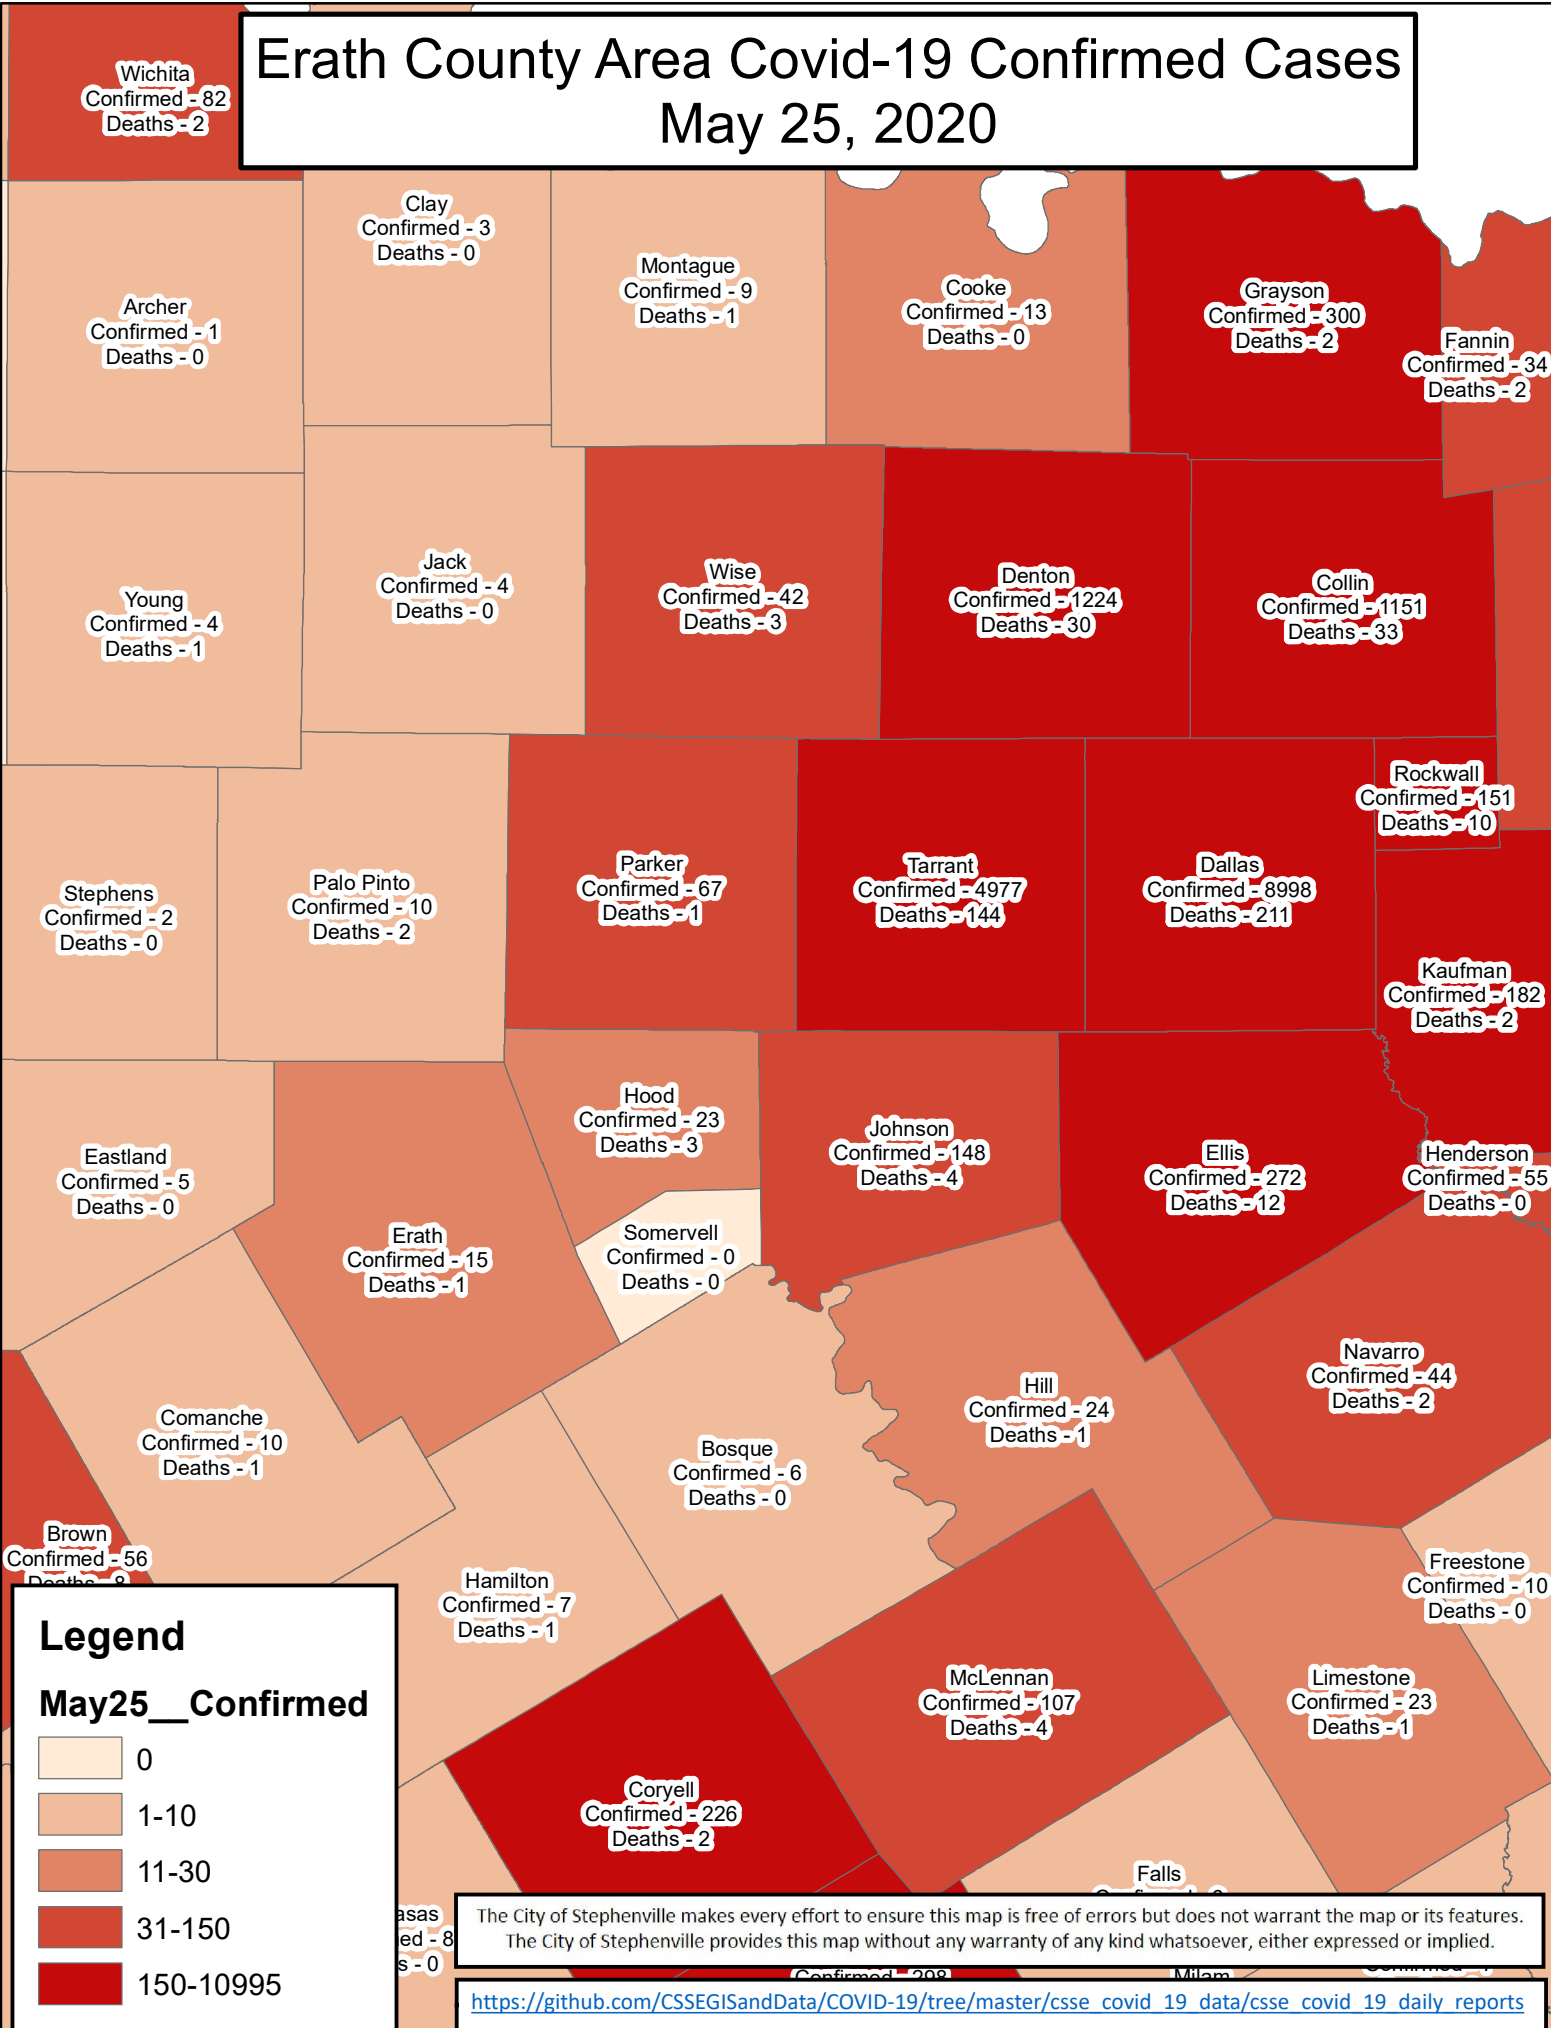 Erath County Area Covid-19 Confirmed Cases
May 25, 2020
Wichita
Confirmed - 82
Deaths - 2
Clay
Confirmed - 3
Deaths - 0
Montague
Confirmed - 9
Deaths - 1
Cooke
Confirmed - 13
Deaths - 0
Grayson
Confirmed - 300
Deaths - 2
Fannin
Confirmed - 34
Deaths - 2
Archer
Confirmed - 1
Deaths - 0
Young
Confirmed - 4
Deaths - 1
Jack
Confirmed - 4
Deaths - 0
Wise
Confirmed - 42
Deaths - 3
Denton
Confirmed - 1224
Deaths - 30
Collin
Confirmed - 1151
Deaths - 33
Rockwall
Confirmed - 151
Deaths - 10
Stephens
Confirmed - 2
Deaths - 0
Palo Pinto
Confirmed - 10
Deaths - 2
Parker
Confirmed - 67
Deaths - 1
Tarrant
Confirmed - 4977
Deaths - 144
Dallas
Confirmed - 8998
Deaths - 211
Kaufman
Confirmed - 182
Deaths - 2
Eastland
Confirmed - 5
Deaths - 0
Erath
Confirmed - 15
Deaths - 1
Hood
Confirmed - 23
Deaths - 3
Somervell
Confirmed - 0
Deaths - 0
Johnson
Confirmed - 148
Deaths - 4
Ellis
Confirmed - 272
Deaths - 12
Henderson
Confirmed - 55
Deaths - 0
Comanche
Confirmed - 10
Deaths - 1
Bosque
Confirmed - 6
Deaths - 0
Hill
Confirmed - 24
Deaths - 1
Navarro
Confirmed - 44
Deaths - 2
Brown
Confirmed - 56
Deaths - 8
Hamilton
Confirmed - 7
Deaths - 1
Freestone
Confirmed - 10
Deaths - 0
McLennan
Confirmed - 107
Deaths - 4
Limestone
Confirmed - 23
Deaths - 1
Coryell
Confirmed - 226
Deaths - 2
Falls
asas
ed - 8
s - 0
Confirmed - 298
Milam
Legend
May25__Confirmed
0
1-10
11-30
31-150
150-10995
The City of Stephenville makes every effort to ensure this map is free of errors but does not warrant the map or its features.
The City of Stephenville provides this map without any warranty of any kind whatsoever, either expressed or implied.
https://github.com/CSSEGISandData/COVID-19/tree/master/csse_covid_19_data/csse_covid_19_daily_reports